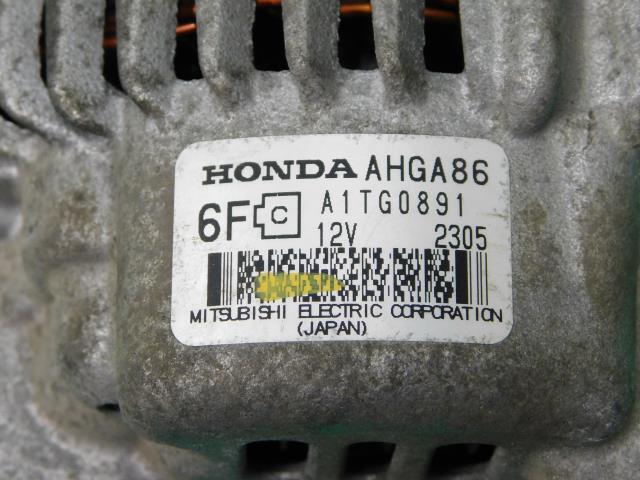 HONDA AHGA86
6F C A1TG0891
12V 2305
MITSUBISHI ELECTRIC CORPORATION
(JAPAN)